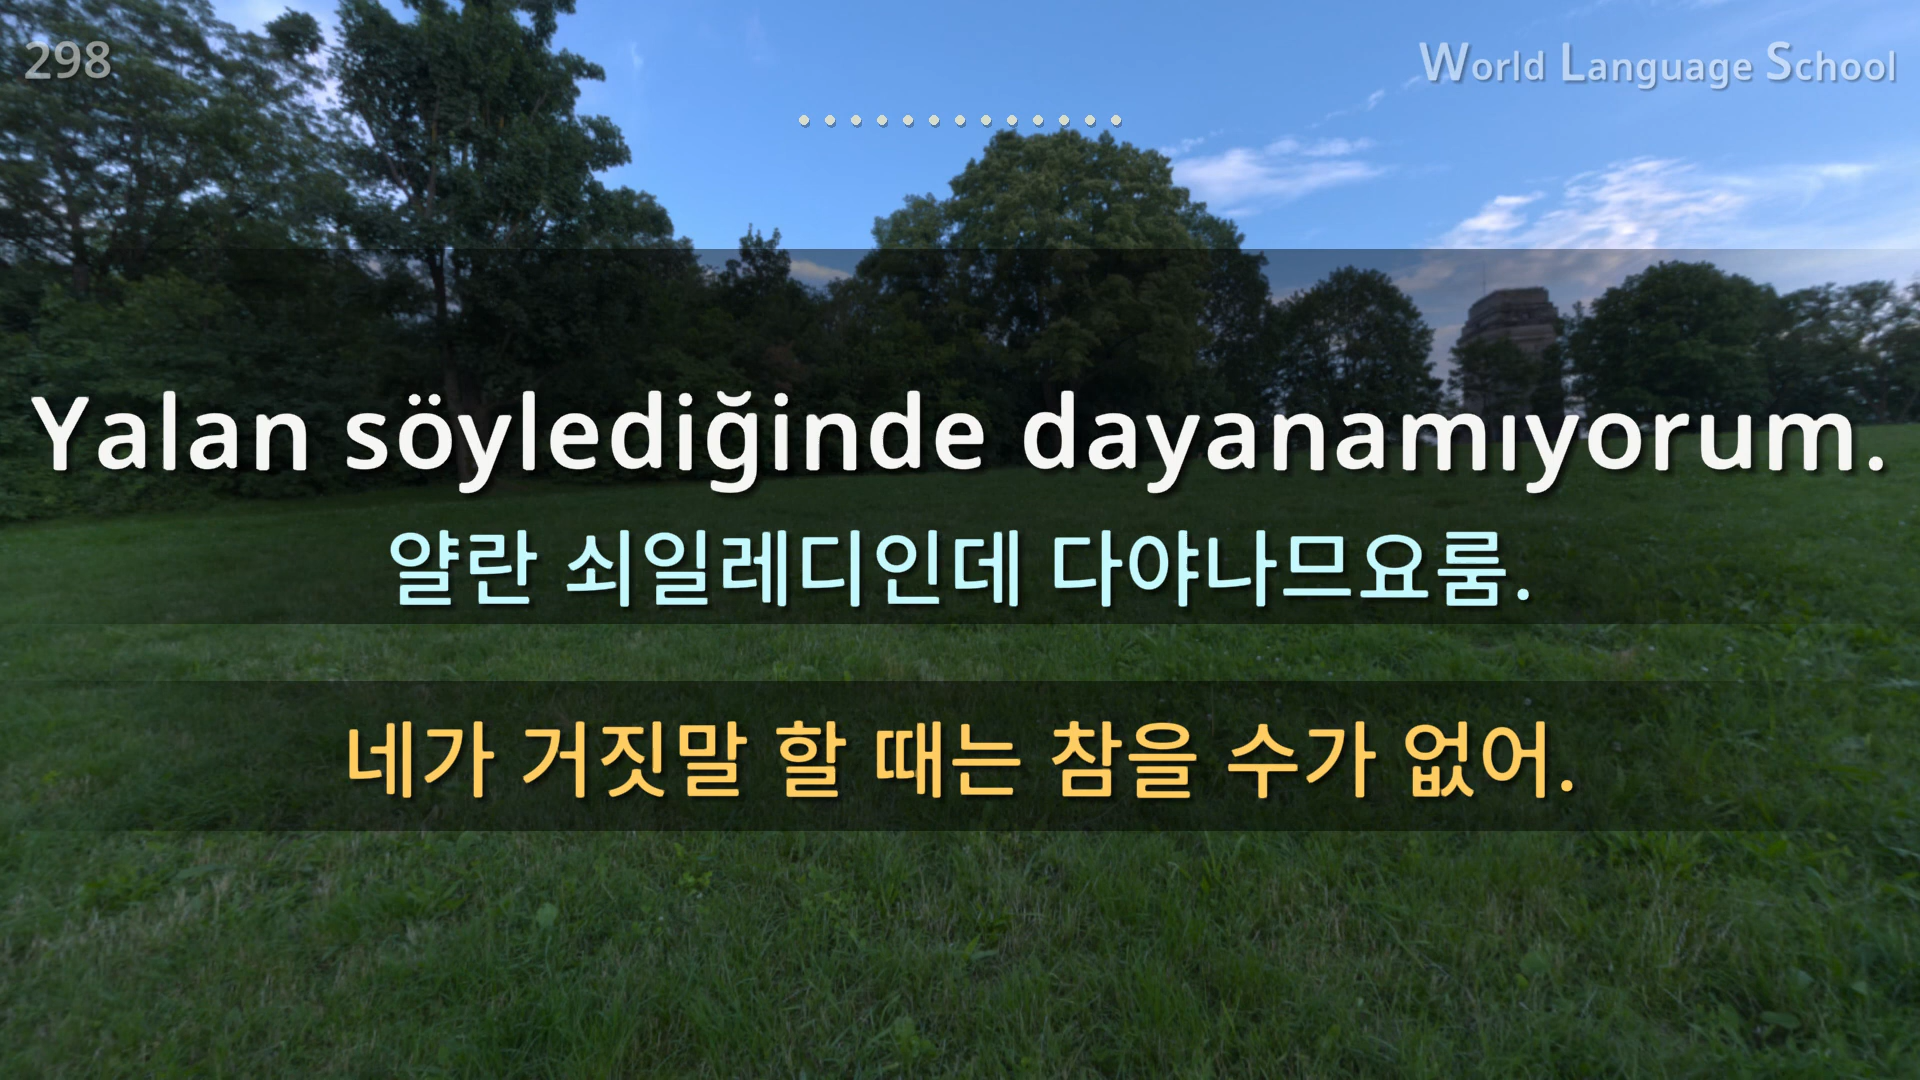 298
World Language School
Yalan söylediğinde dayanamıyorum.
얄란 쇠일레디인데 다야나므요룸.
네가 거짓말 할 때는 참을 수가 없어.